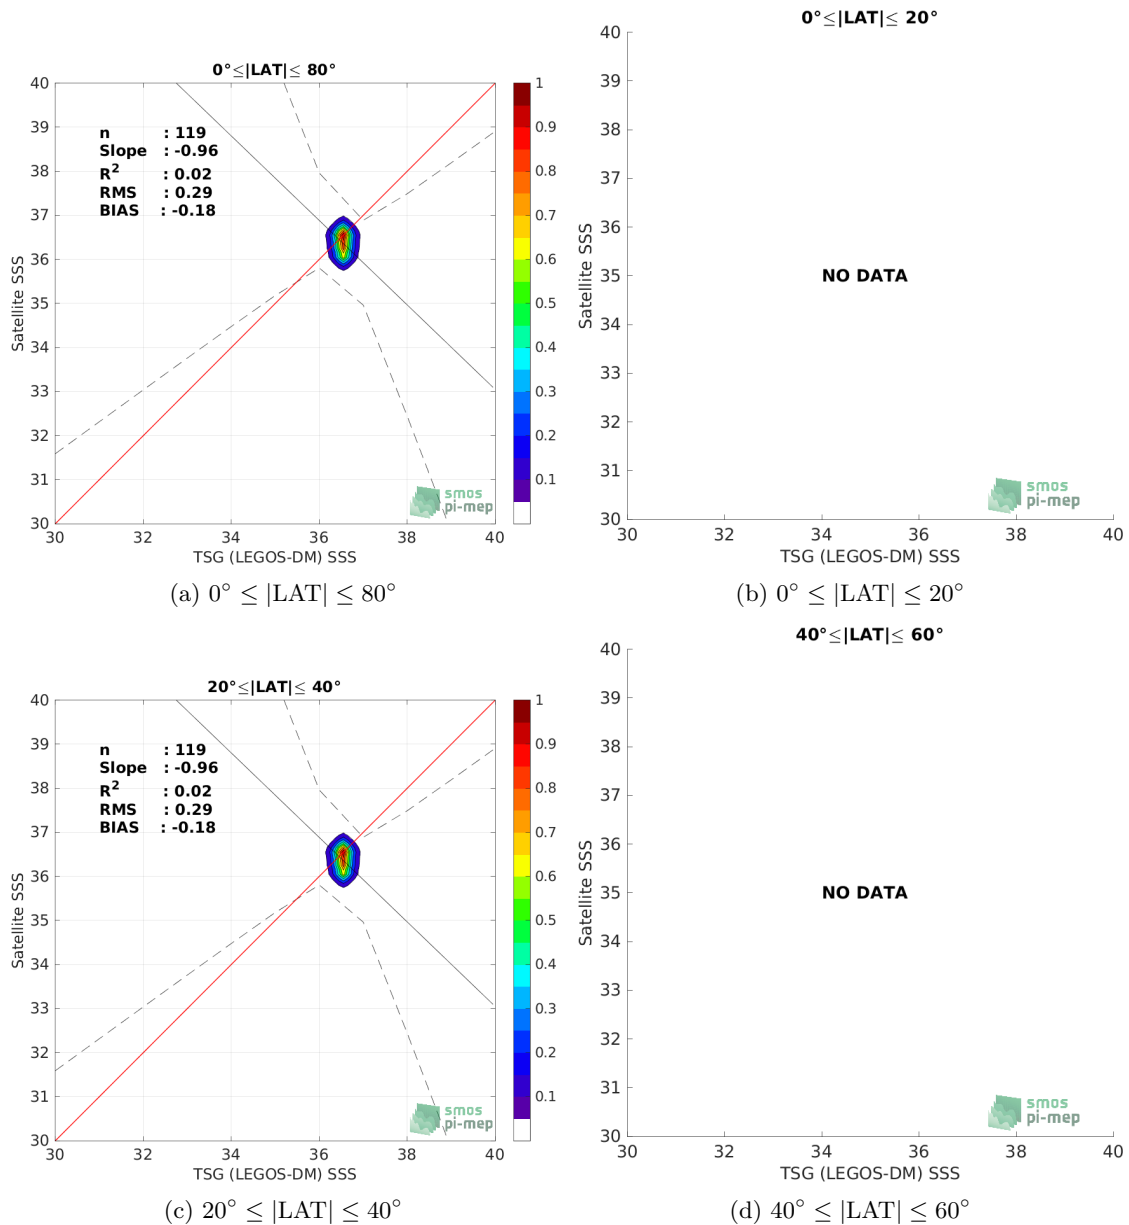 0°≤|LAT|≤ 80°
n : 119
Slope : -0.96
R² : 0.02
RMS : 0.29
BIAS : -0.18
40
39
38
37
36
35
34
33
32
31
30
Satellite SSS
30 32 34 36 38 40
TSG (LEGOS-DM) SSS
1
0.9
0.8
0.7
0.6
0.5
0.4
0.3
0.2
0.1
smos
pi-mep
(a) 0° ≤ |LAT| ≤ 80°
0°≤|LAT|≤ 20°
40
39
38
37
36
35
34
33
32
31
30
Satellite SSS
NO DATA
30 32 34 36 38 40
TSG (LEGOS-DM) SSS
smos
pi-mep
(b) 0° ≤ |LAT| ≤ 20°
20°≤|LAT|≤ 40°
n : 119
Slope : -0.96
R² : 0.02
RMS : 0.29
BIAS : -0.18
40
39
38
37
36
35
34
33
32
31
30
Satellite SSS
30 32 34 36 38 40
TSG (LEGOS-DM) SSS
1
0.9
0.8
0.7
0.6
0.5
0.4
0.3
0.2
0.1
smos
pi-mep
(c) 20° ≤ |LAT| ≤ 40°
40°≤|LAT|≤ 60°
40
39
38
37
36
35
34
33
32
31
30
Satellite SSS
NO DATA
30 32 34 36 38 40
TSG (LEGOS-DM) SSS
smos
pi-mep
(d) 40° ≤ |LAT| ≤ 60°